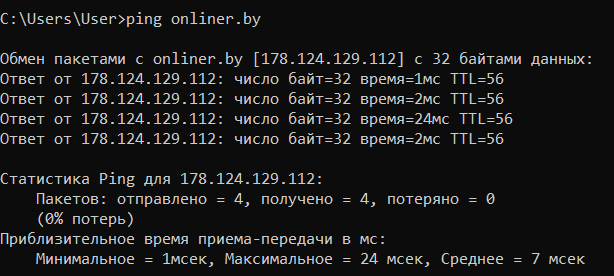 C:\Users\User>ping onliner.by
Обмен пакетами с onliner.by [178.124.129.112] с 32 байтами данных:
Ответ от 178.124.129.112: число байт=32 время=1мс TTL=56
Ответ от 178.124.129.112: число байт=32 время=2мс TTL=56
Ответ от 178.124.129.112: число байт=32 время=24мс TTL=56
Ответ от 178.124.129.112: число байт=32 время=2мс TTL=56
Статистика Ping для 178.124.129.112:
    Пакетов: отправлено = 4, получено = 4, потеряно = 0
    (0% потерь)
Приблизительное время приема-передачи в мс:
    Минимальное = 1мсек, Максимальное = 24 мсек, Среднее = 7 мсек